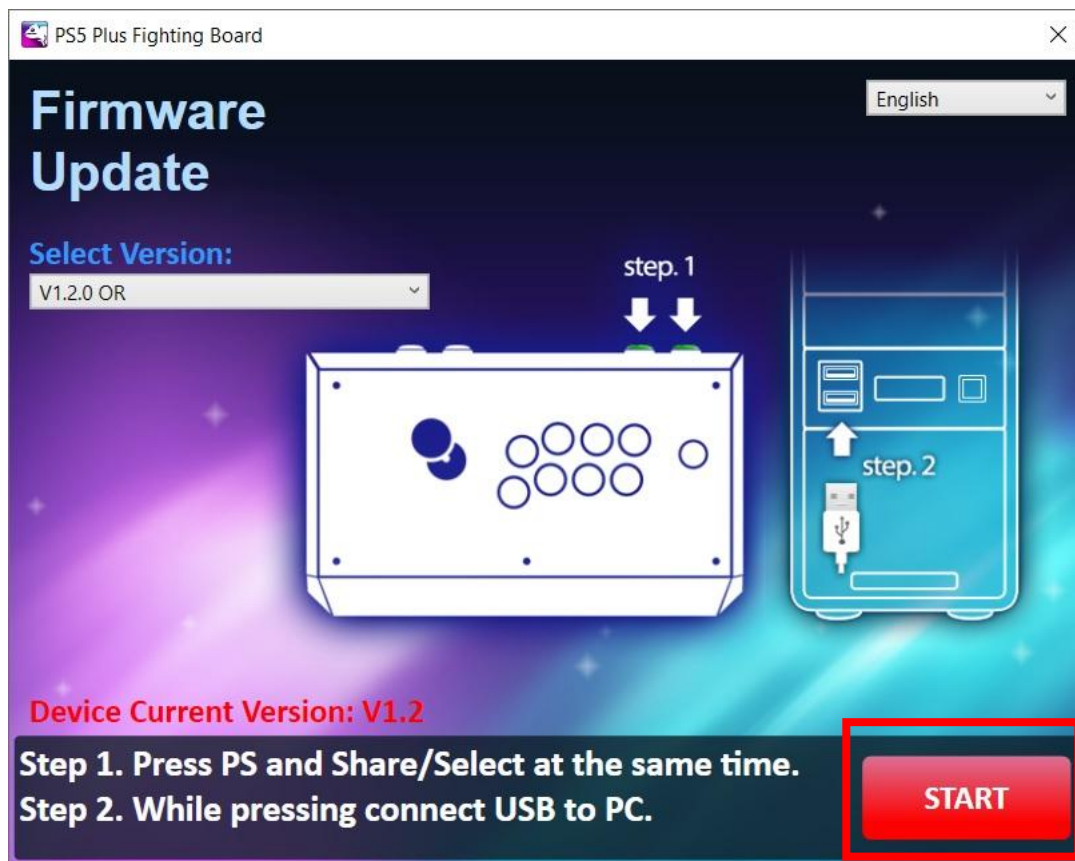 PS5 Plus Fighting Board
Firmware
Update
English
Select Version:
V1.2.0 OR
step. 1
step. 2
Device Current Version: V1.2
Step 1. Press PS and Share/Select at the same time.
Step 2. While pressing connect USB to PC.
START